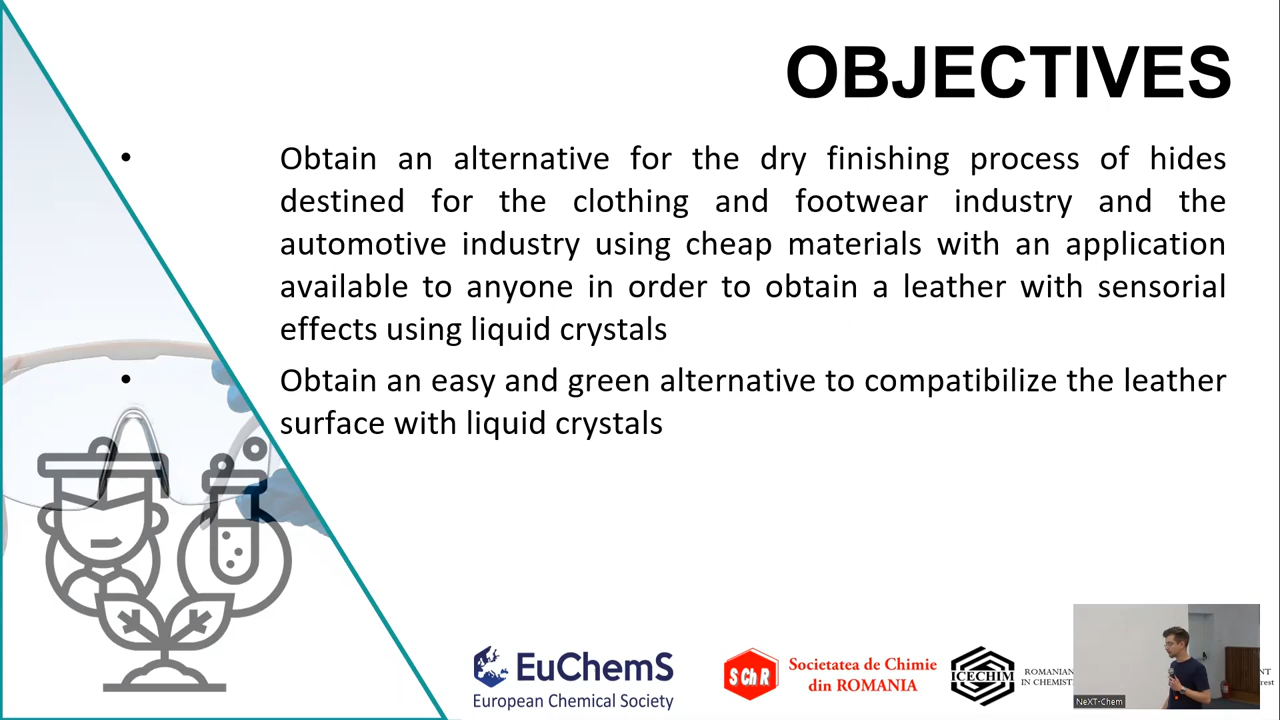 OBJECTIVES
• Obtain an alternative for the dry finishing process of hides
destined for the clothing and footwear industry and the
automotive industry using cheap materials with an application
available to anyone in order to obtain a leather with sensorial
effects using liquid crystals
• Obtain an easy and green alternative to compatibilize the leather
surface with liquid crystals
EuChemS
European Chemical Society
SChR
Societatea de Chimie
din ROMANIA
ICECHIM
ROMANIAN
IN CHEMIST
NT
rest
NeXT-Chem